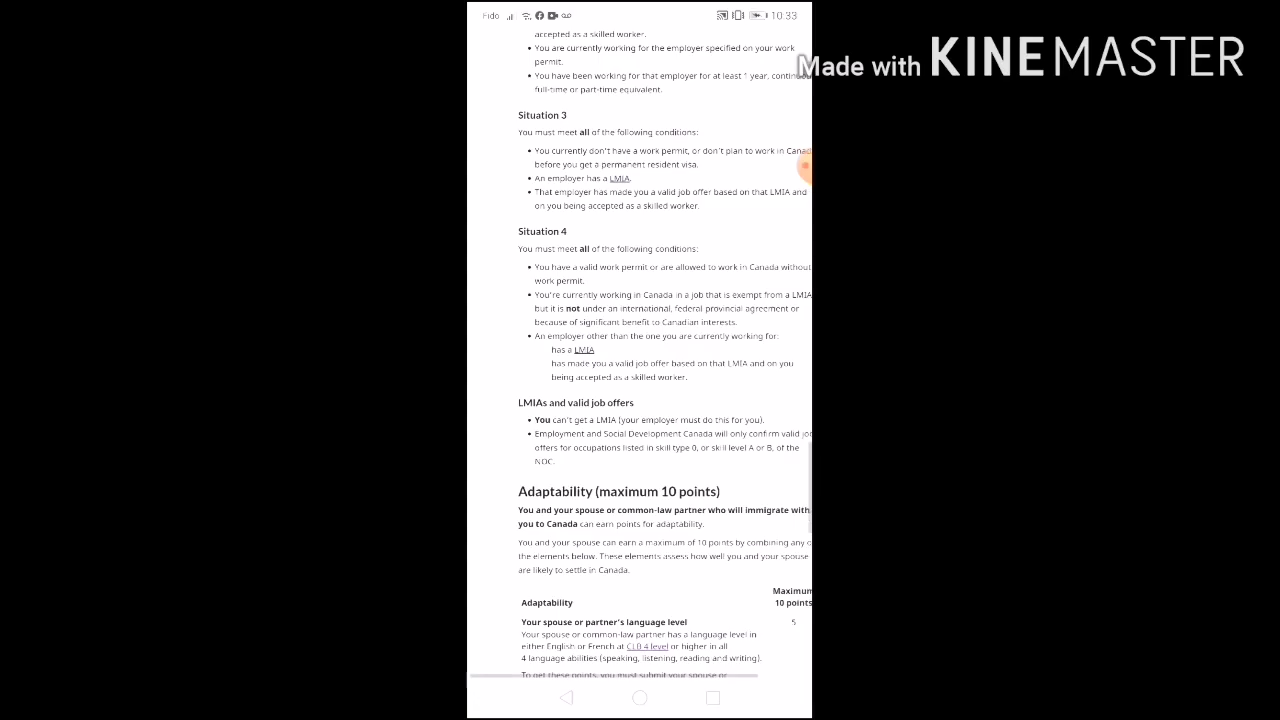 Fido 10:33
Made with KINEMASTER
accepted as a skilled worker.
• You are currently working for the employer specified on your work
permit.
• You have been working for that employer for at least 1 year, continuou
full-time or part-time equivalent.
Situation 3
You must meet all of the following conditions:
• You currently don't have a work permit, or don't plan to work in Canad
before you get a permanent resident visa.
• An employer has a LMIA.
• That employer has made you a valid job offer based on that LMIA and
on you being accepted as a skilled worker.
Situation 4
You must meet all of the following conditions:
• You have a valid work permit or are allowed to work in Canada without
work permit.
• You're currently working in Canada in a job that is exempt from a LMIA
but it is not under an international, federal provincial agreement or
because of significant benefit to Canadian interests.
• An employer other than the one you are currently working for:
has a LMIA
has made you a valid job offer based on that LMIA and on you
being accepted as a skilled worker.
LMIAs and valid job offers
• You can't get a LMIA (your employer must do this for you).
• Employment and Social Development Canada will only confirm valid job
offers for occupations listed in skill type 0, or skill level A or B, of the
NOC.
Adaptability (maximum 10 points)
You and your spouse or common-law partner who will immigrate with
you to Canada can earn points for adaptability.
You and your spouse can earn a maximum of 10 points by combining any o
the elements below. These elements assess how well you and your spouse
are likely to settle in Canada.
Maximum
Adaptability 10 points
Your spouse or partner's language level 5
Your spouse or common-law partner has a language level in
either English or French at CLB 4 level or higher in all
4 language abilities (speaking, listening, reading and writing).
To get these points, you must submit your spouse or